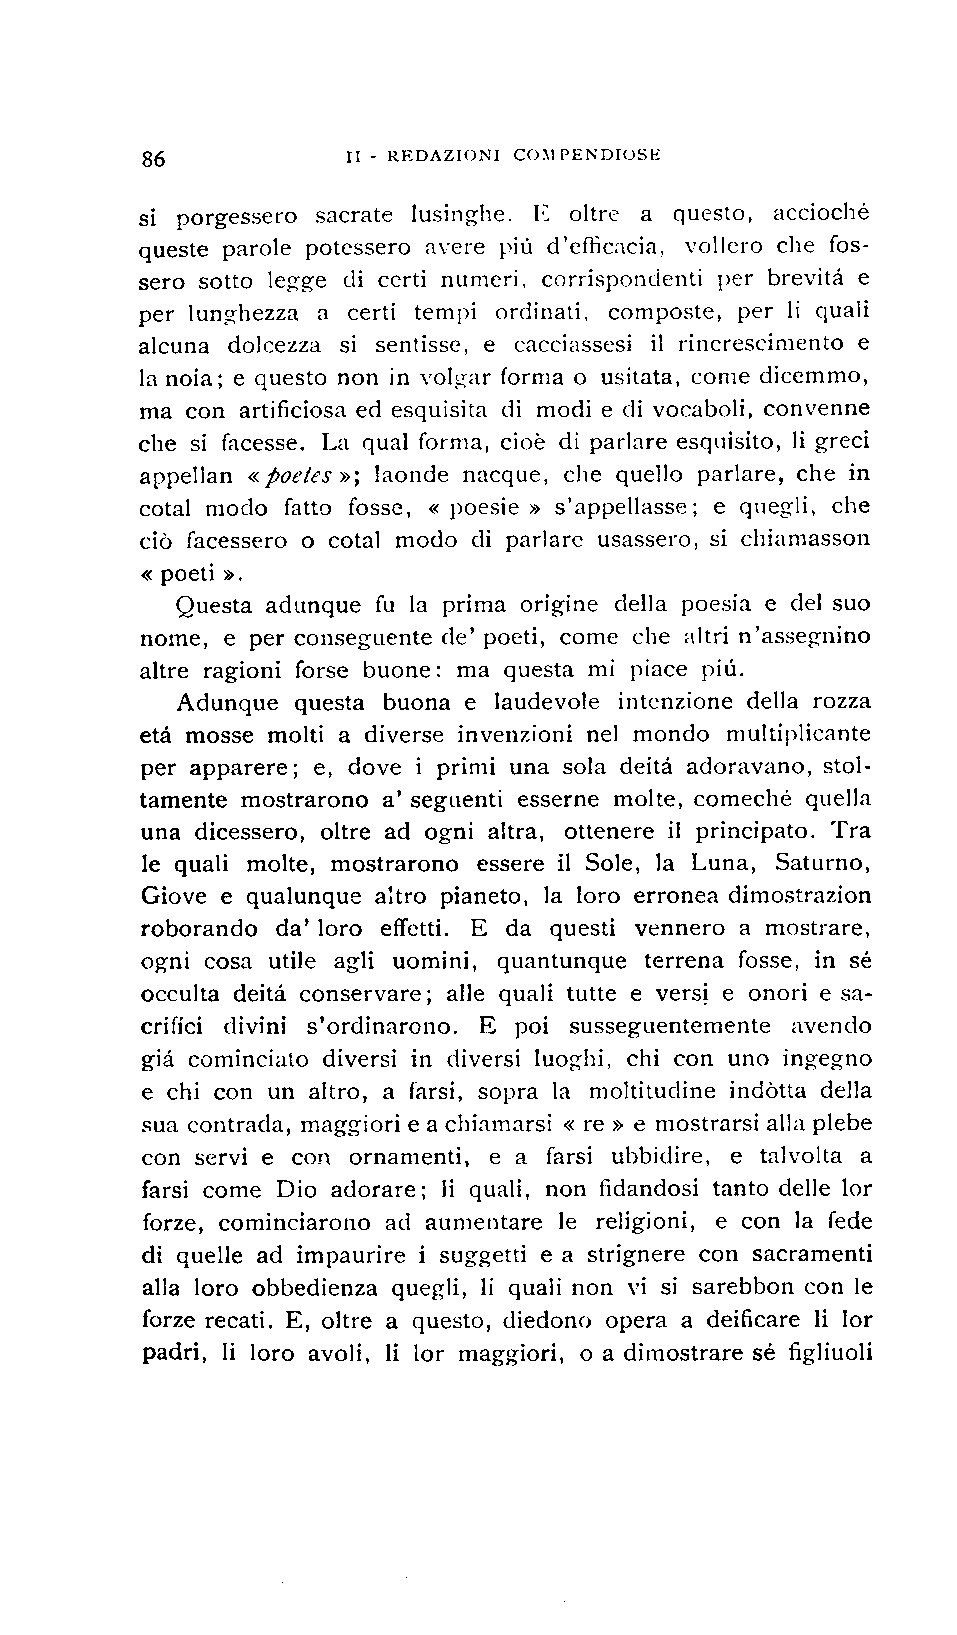 86 II - REDAZIONI COMPENDIOSE
si porgessero sacrate lusinghe. E oltre a questo, accioché
queste parole potessero avere piú d'efficacia, vollero che fos-
sero sotto legge di certi numeri, corrispondenti per brevitá e
per lunghezza a certi tempi ordinati, composte, per li quali
alcuna dolcezza si sentisse, e cacciassesi il rincrescimento e
la noia; e questo non in volgar forma o usitata, come dicemmo,
ma con artificiosa ed esquisita di modi e di vocaboli, convenne
che si facesse. La qual forma, cioè di parlare esquisito, li greci
appellan « poetes »; laonde nacque, che quello parlare, che in
cotal modo fatto fosse, « poesie » s'appellasse; e quegli, che
ciò facessero o cotal modo di parlare usassero, si chiamasson
« poeti ».
Questa adunque fu la prima origine della poesia e del suo
nome, e per conseguente de' poeti, come che altri n'assegnino
altre ragioni forse buone: ma questa mi piace piú.
Adunque questa buona e laudevole intenzione della rozza
etá mosse molti a diverse invenzioni nel mondo multiplicante
per apparere; e, dove i primi una sola deitá adoravano, stol-
tamente mostrarono a' seguenti esserne molte, comeché quella
una dicessero, oltre ad ogni altra, ottenere il principato. Tra
le quali molte, mostrarono essere il Sole, la Luna, Saturno,
Giove e qualunque altro pianeto, la loro erronea dimostrazion
roborando da' loro effetti. E da questi vennero a mostrare,
ogni cosa utile agli uomini, quantunque terrena fosse, in sé
occulta deitá conservare; alle quali tutte e versi e onori e sa-
crifici divini s'ordinarono. E poi susseguentemente avendo
giá cominciato diversi in diversi luoghi, chi con uno ingegno
e chi con un altro, a farsi, sopra la moltitudine indòtta della
sua contrada, maggiori e a chiamarsi « re » e mostrarsi alla plebe
con servi e con ornamenti, e a farsi ubbidire, e talvolta a
farsi come Dio adorare; li quali, non fidandosi tanto delle lor
forze, cominciarono ad aumentare le religioni, e con la fede
di quelle ad impaurire i suggetti e a strignere con sacramenti
alla loro obbedienza quegli, li quali non vi si sarebbon con le
forze recati. E, oltre a questo, diedono opera a deificare li lor
padri, li loro avoli, li lor maggiori, o a dimostrare sé figliuoli